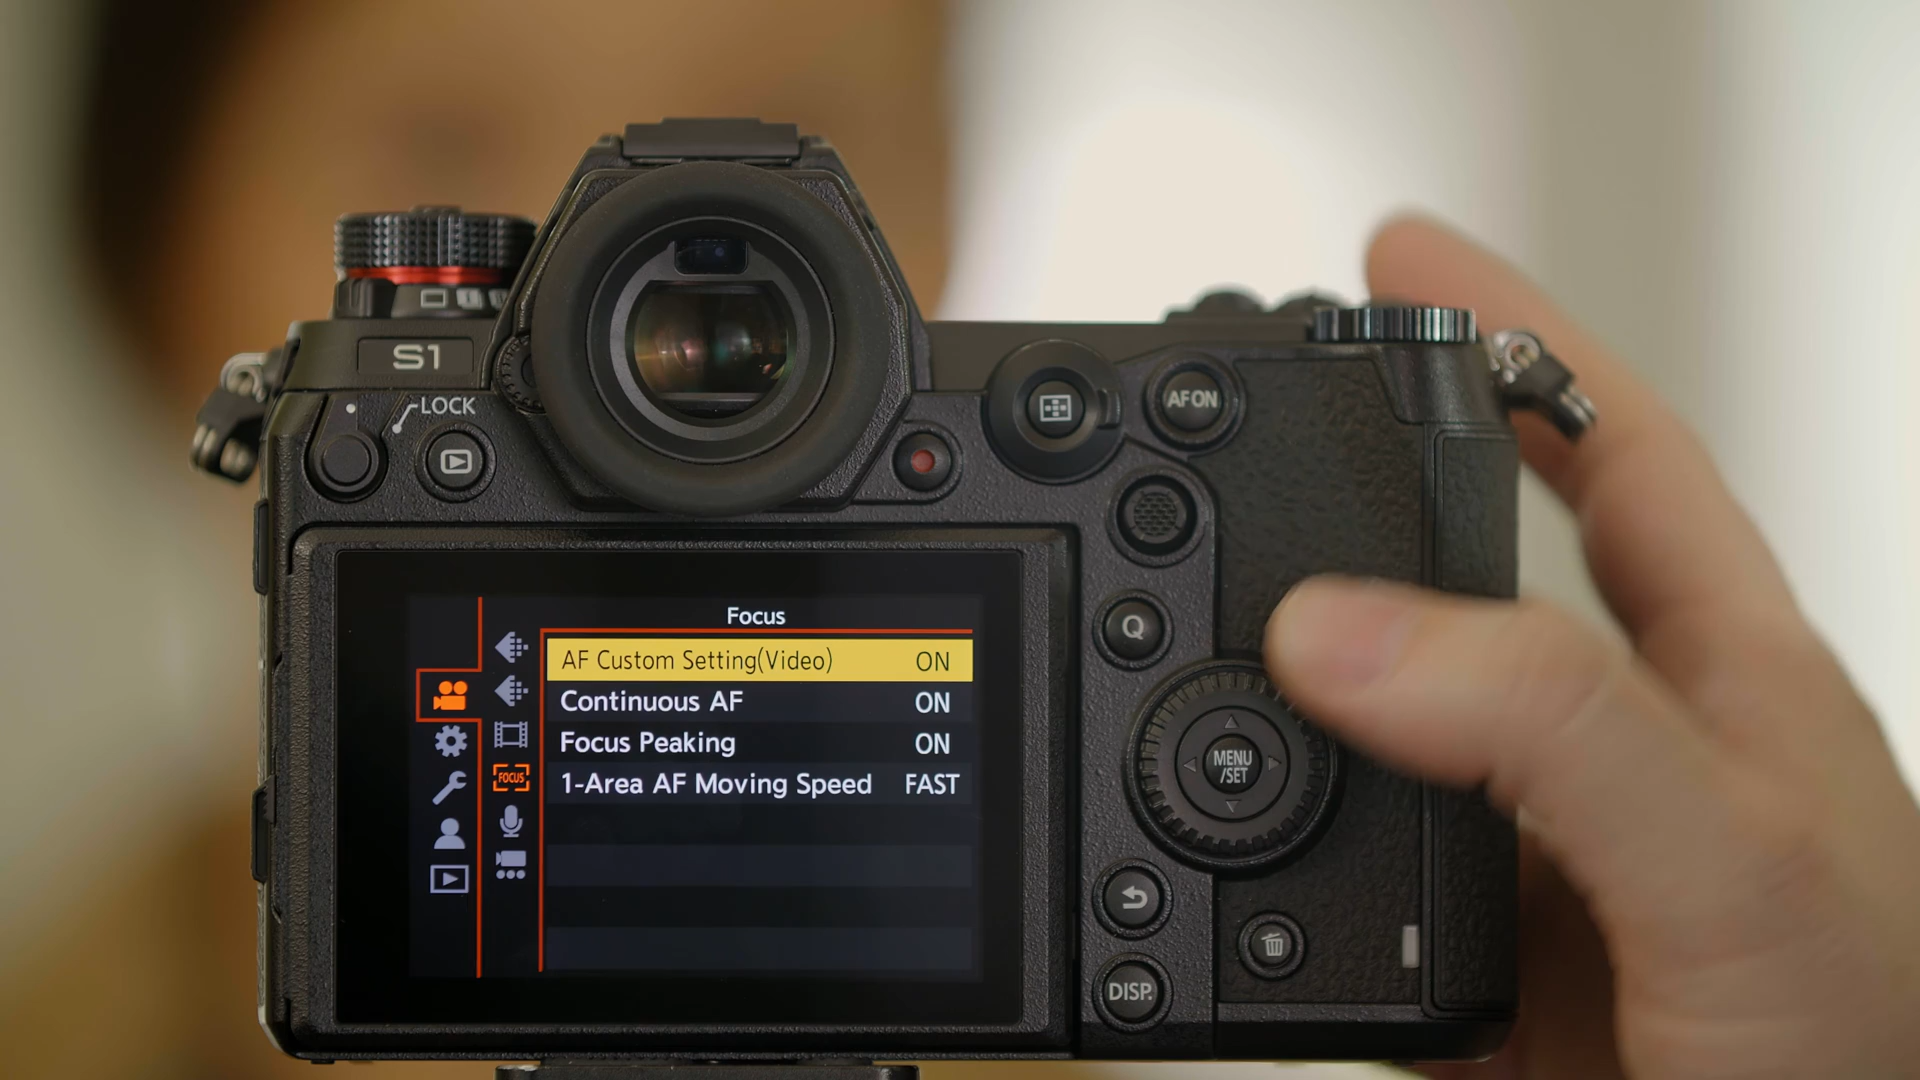 S1
LOCK
AF ON
Q
MENU
/SET
DISP.
Focus
AF Custom Setting(Video) ON
Continuous AF ON
Focus Peaking ON
FOCUS
1-Area AF Moving Speed FAST